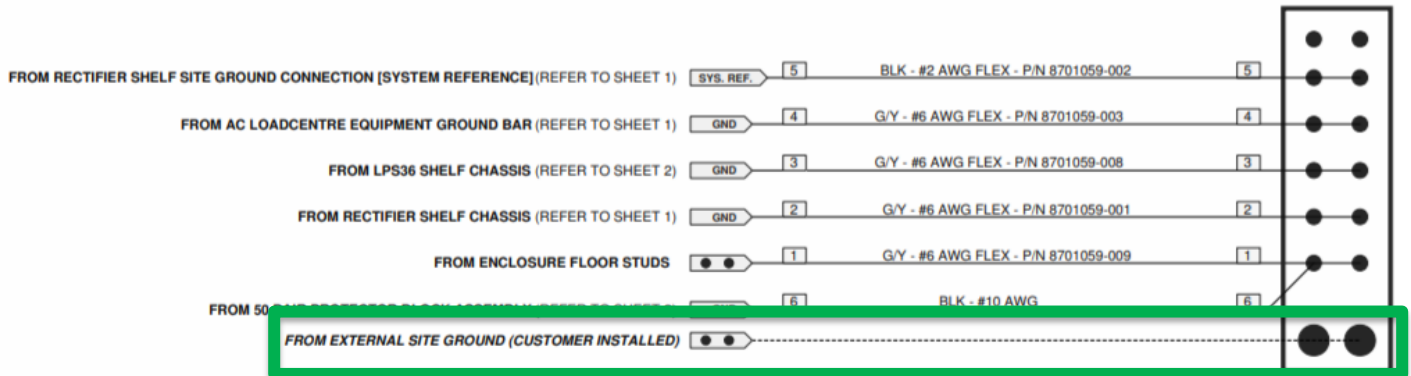 FROM RECTIFIER SHELF SITE GROUND CONNECTION [SYSTEM REFERENCE] (REFER TO SHEET 1) SYS. REF. 5 BLK - #2 AWG FLEX - P/N 8701059-002 5
FROM AC LOADCENTRE EQUIPMENT GROUND BAR (REFER TO SHEET 1) GND 4 G/Y - #6 AWG FLEX - P/N 8701059-003 4
FROM LPS36 SHELF CHASSIS (REFER TO SHEET 2) GND 3 G/Y - #6 AWG FLEX - P/N 8701059-008 3
FROM RECTIFIER SHELF CHASSIS (REFER TO SHEET 1) GND 2 G/Y - #6 AWG FLEX - P/N 8701059-001 2
FROM ENCLOSURE FLOOR STUDS 1 G/Y - #6 AWG FLEX - P/N 8701059-009 1
FROM 50 6 BLK - #10 AWG 6
FROM EXTERNAL SITE GROUND (CUSTOMER INSTALLED)